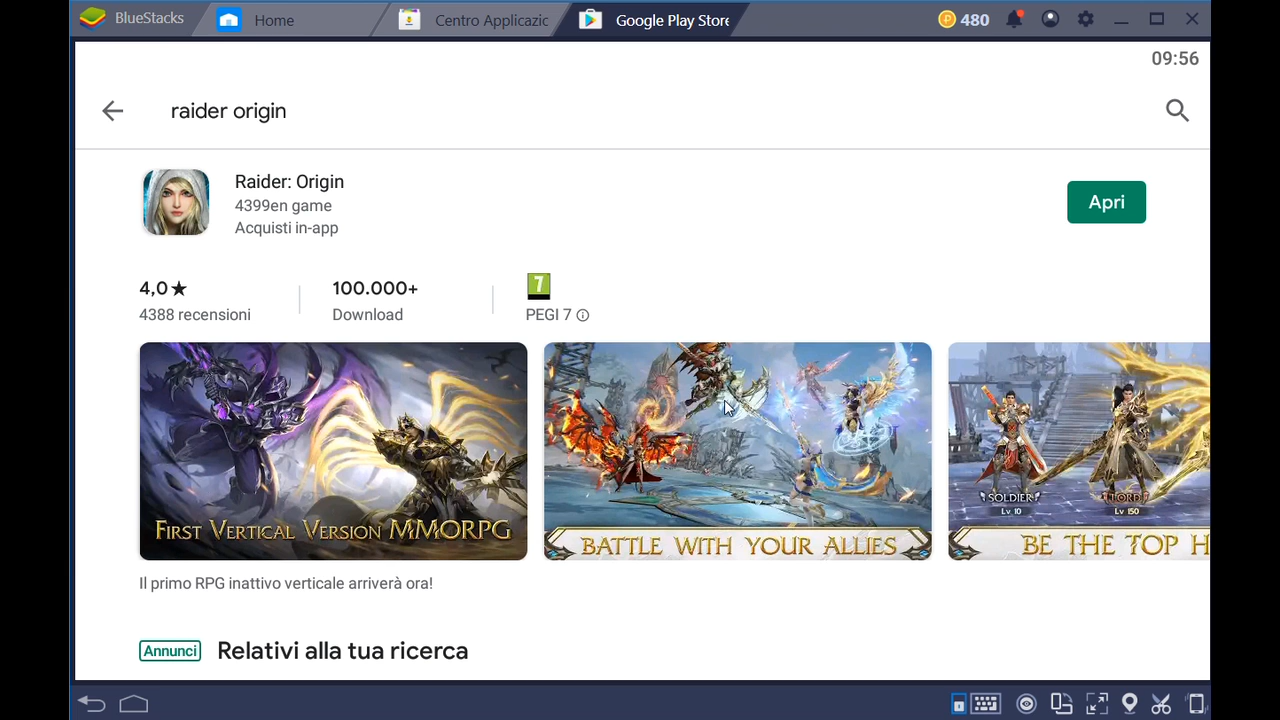 BlueStacks
Home
Centro Applicazic
Google Play Store
480
09:56
raider origin
Raider: Origin
4399en game
Acquisti in-app
Apri
4,0★
4388 recensioni
100.000+
Download
7
PEGI 7
FIRST VERTICAL VERSION MMORPG
BATTLE WITH YOUR ALLIES
SOLDIER
Lv 10
LORD
Lv 150
BE THE TOP H
Il primo RPG inattivo verticale arriverà ora!
Annunci
Relativi alla tua ricerca